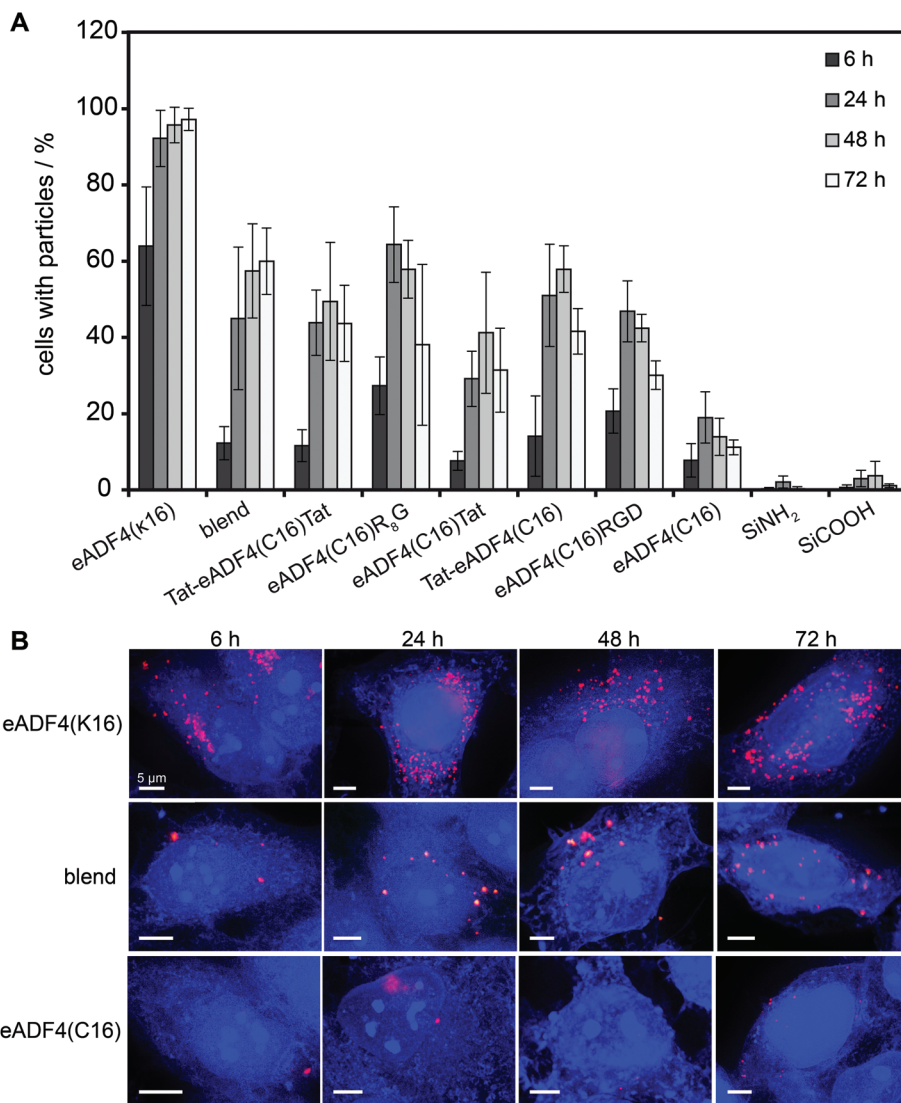 A
120
100
80
60
40
20
0
cells with particles / %
6 h
24 h
48 h
72 h
eADF4(κ16)
blend
Tat-eADF4(C16)Tat
eADF4(C16)R₈G
eADF4(C16)Tat
Tat-eADF4(C16)
eADF4(C16)RGD
eADF4(C16)
SiNH₂
SiCOOH
B
6 h 24 h 48 h 72 h
eADF4(K16)
5 µm
blend
eADF4(C16)